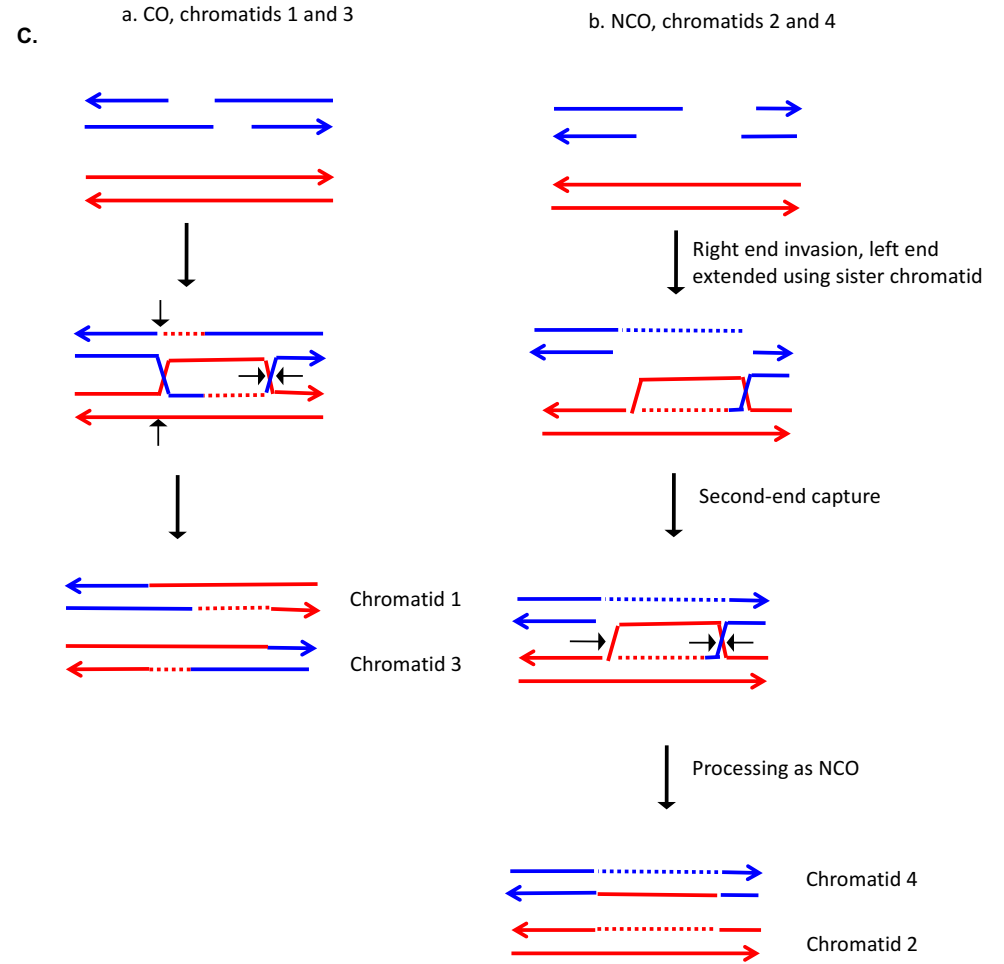 a. CO, chromatids 1 and 3
b. NCO, chromatids 2 and 4
C.
Right end invasion, left end
extended using sister chromatid
Second-end capture
Chromatid 1
Chromatid 3
Processing as NCO
Chromatid 4
Chromatid 2